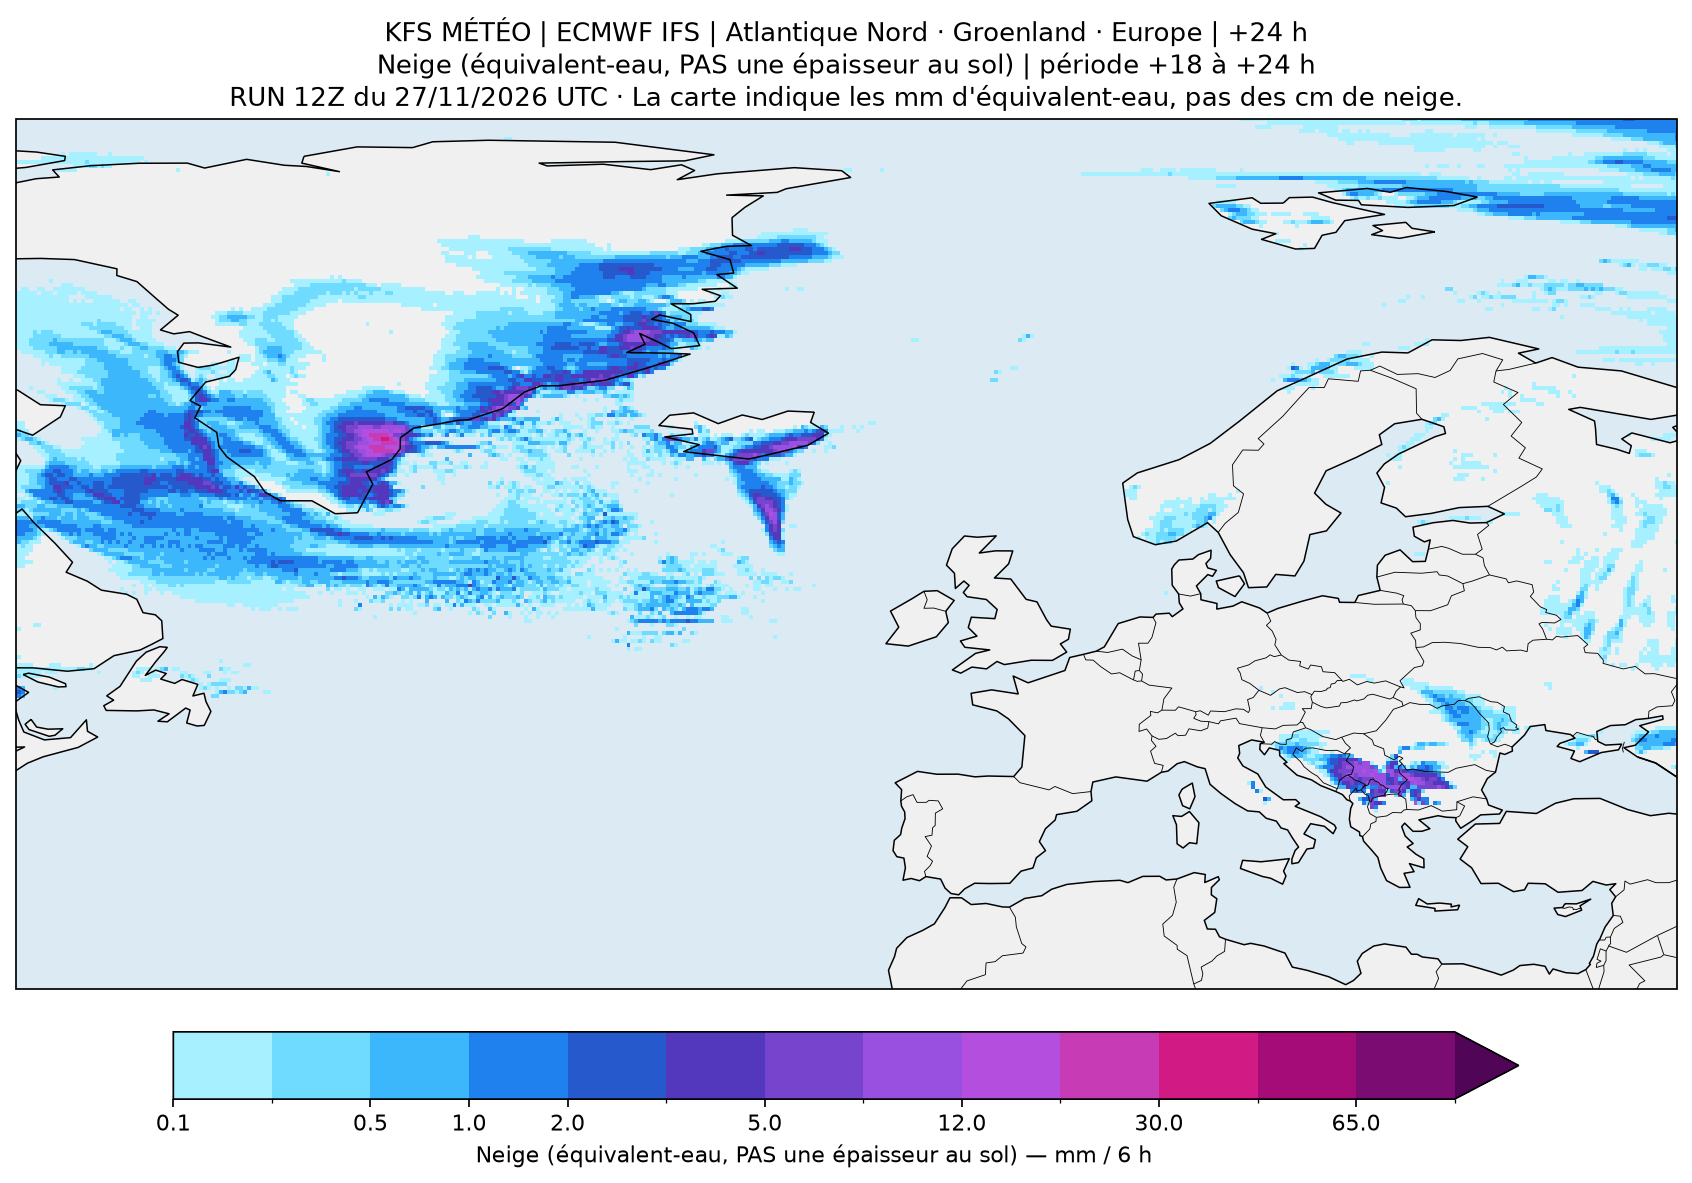 KFS MÉTÉO | ECMWF IFS | Atlantique Nord · Groenland · Europe | +24 h
Neige (équivalent-eau, PAS une épaisseur au sol) | période +18 à +24 h
RUN 12Z du 27/11/2026 UTC · La carte indique les mm d'équivalent-eau, pas des cm de neige.
0.1 0.5 1.0 2.0 5.0 12.0 30.0 65.0
Neige (équivalent-eau, PAS une épaisseur au sol) — mm / 6 h